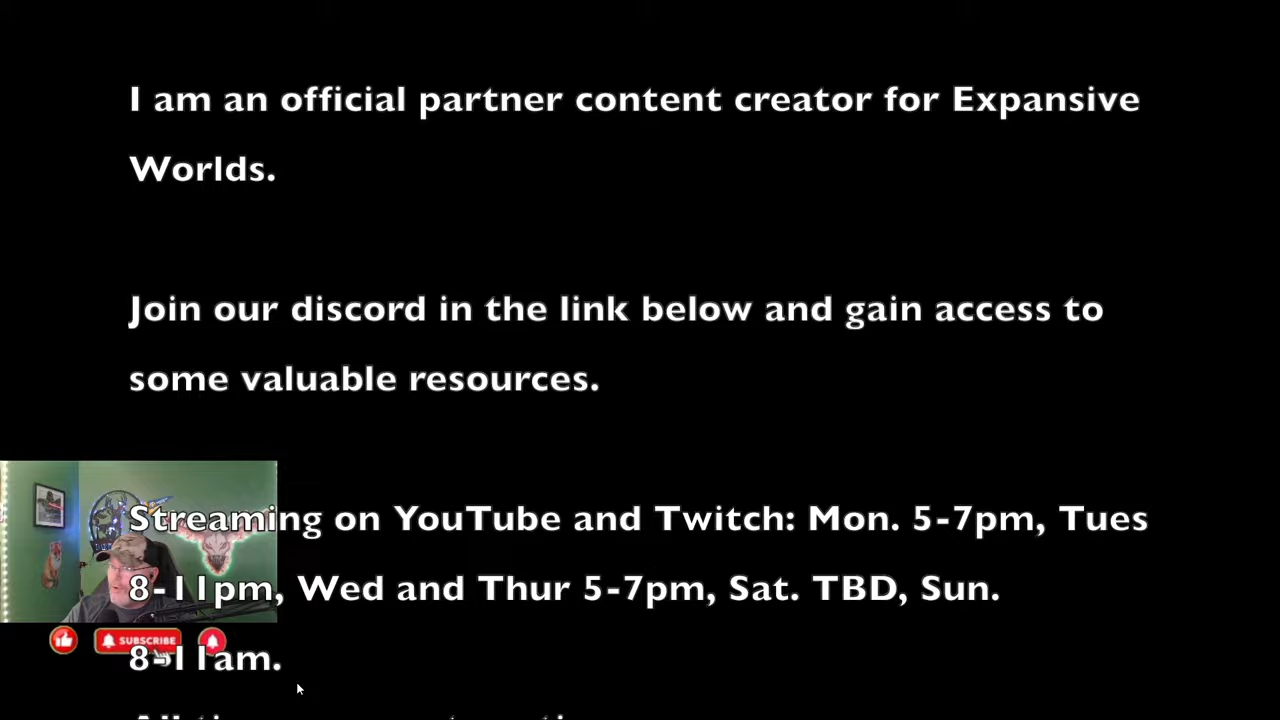 I am an official partner content creator for Expansive
Worlds.
Join our discord in the link below and gain access to
some valuable resources.
Streaming on YouTube and Twitch: Mon. 5-7pm, Tues
8-11pm, Wed and Thur 5-7pm, Sat. TBD, Sun.
SUBSCRIBE
8-11am.